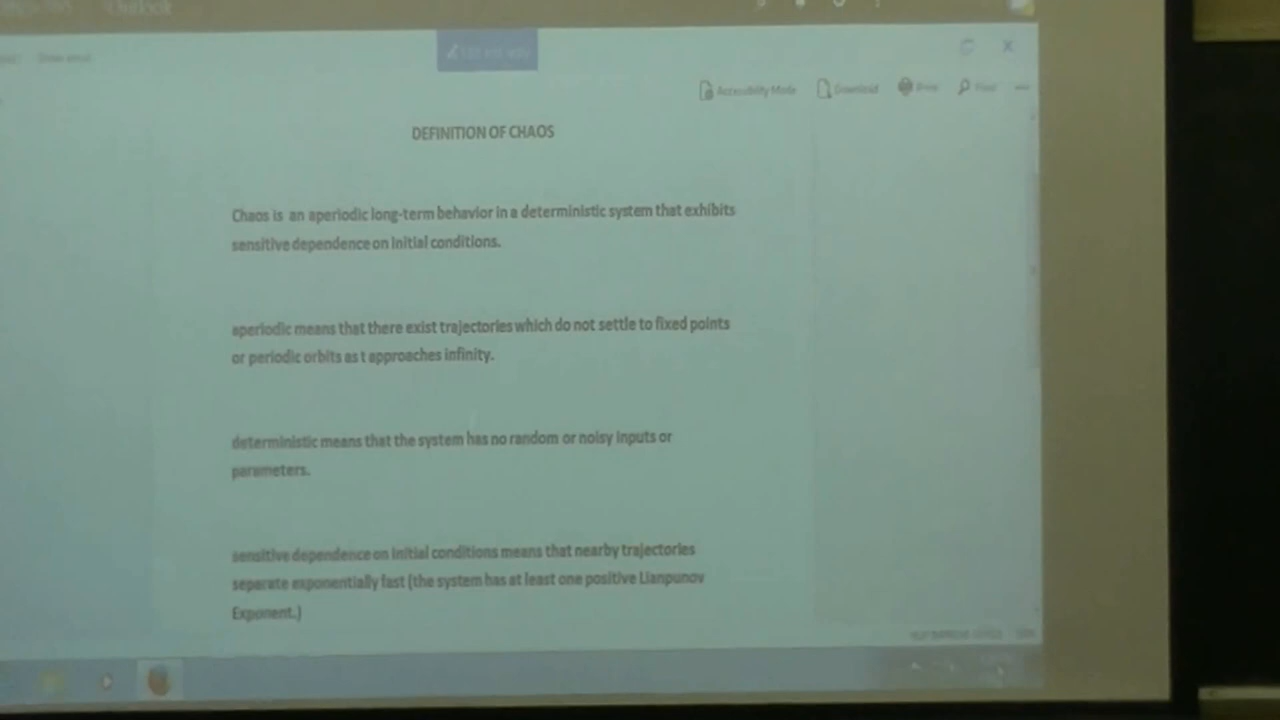 Outlook
Accessibility Mode Download Print Find
DEFINITION OF CHAOS
Chaos is an aperiodic long-term behavior in a deterministic system that exhibits
sensitive dependence on initial conditions.
aperiodic means that there exist trajectories which do not settle to fixed points
or periodic orbits as t approaches infinity.
deterministic means that the system has no random or noisy inputs or
parameters.
sensitive dependence on initial conditions means that nearby trajectories
separate exponentially fast (the system has at least one positive Lianpunov
Exponent.)